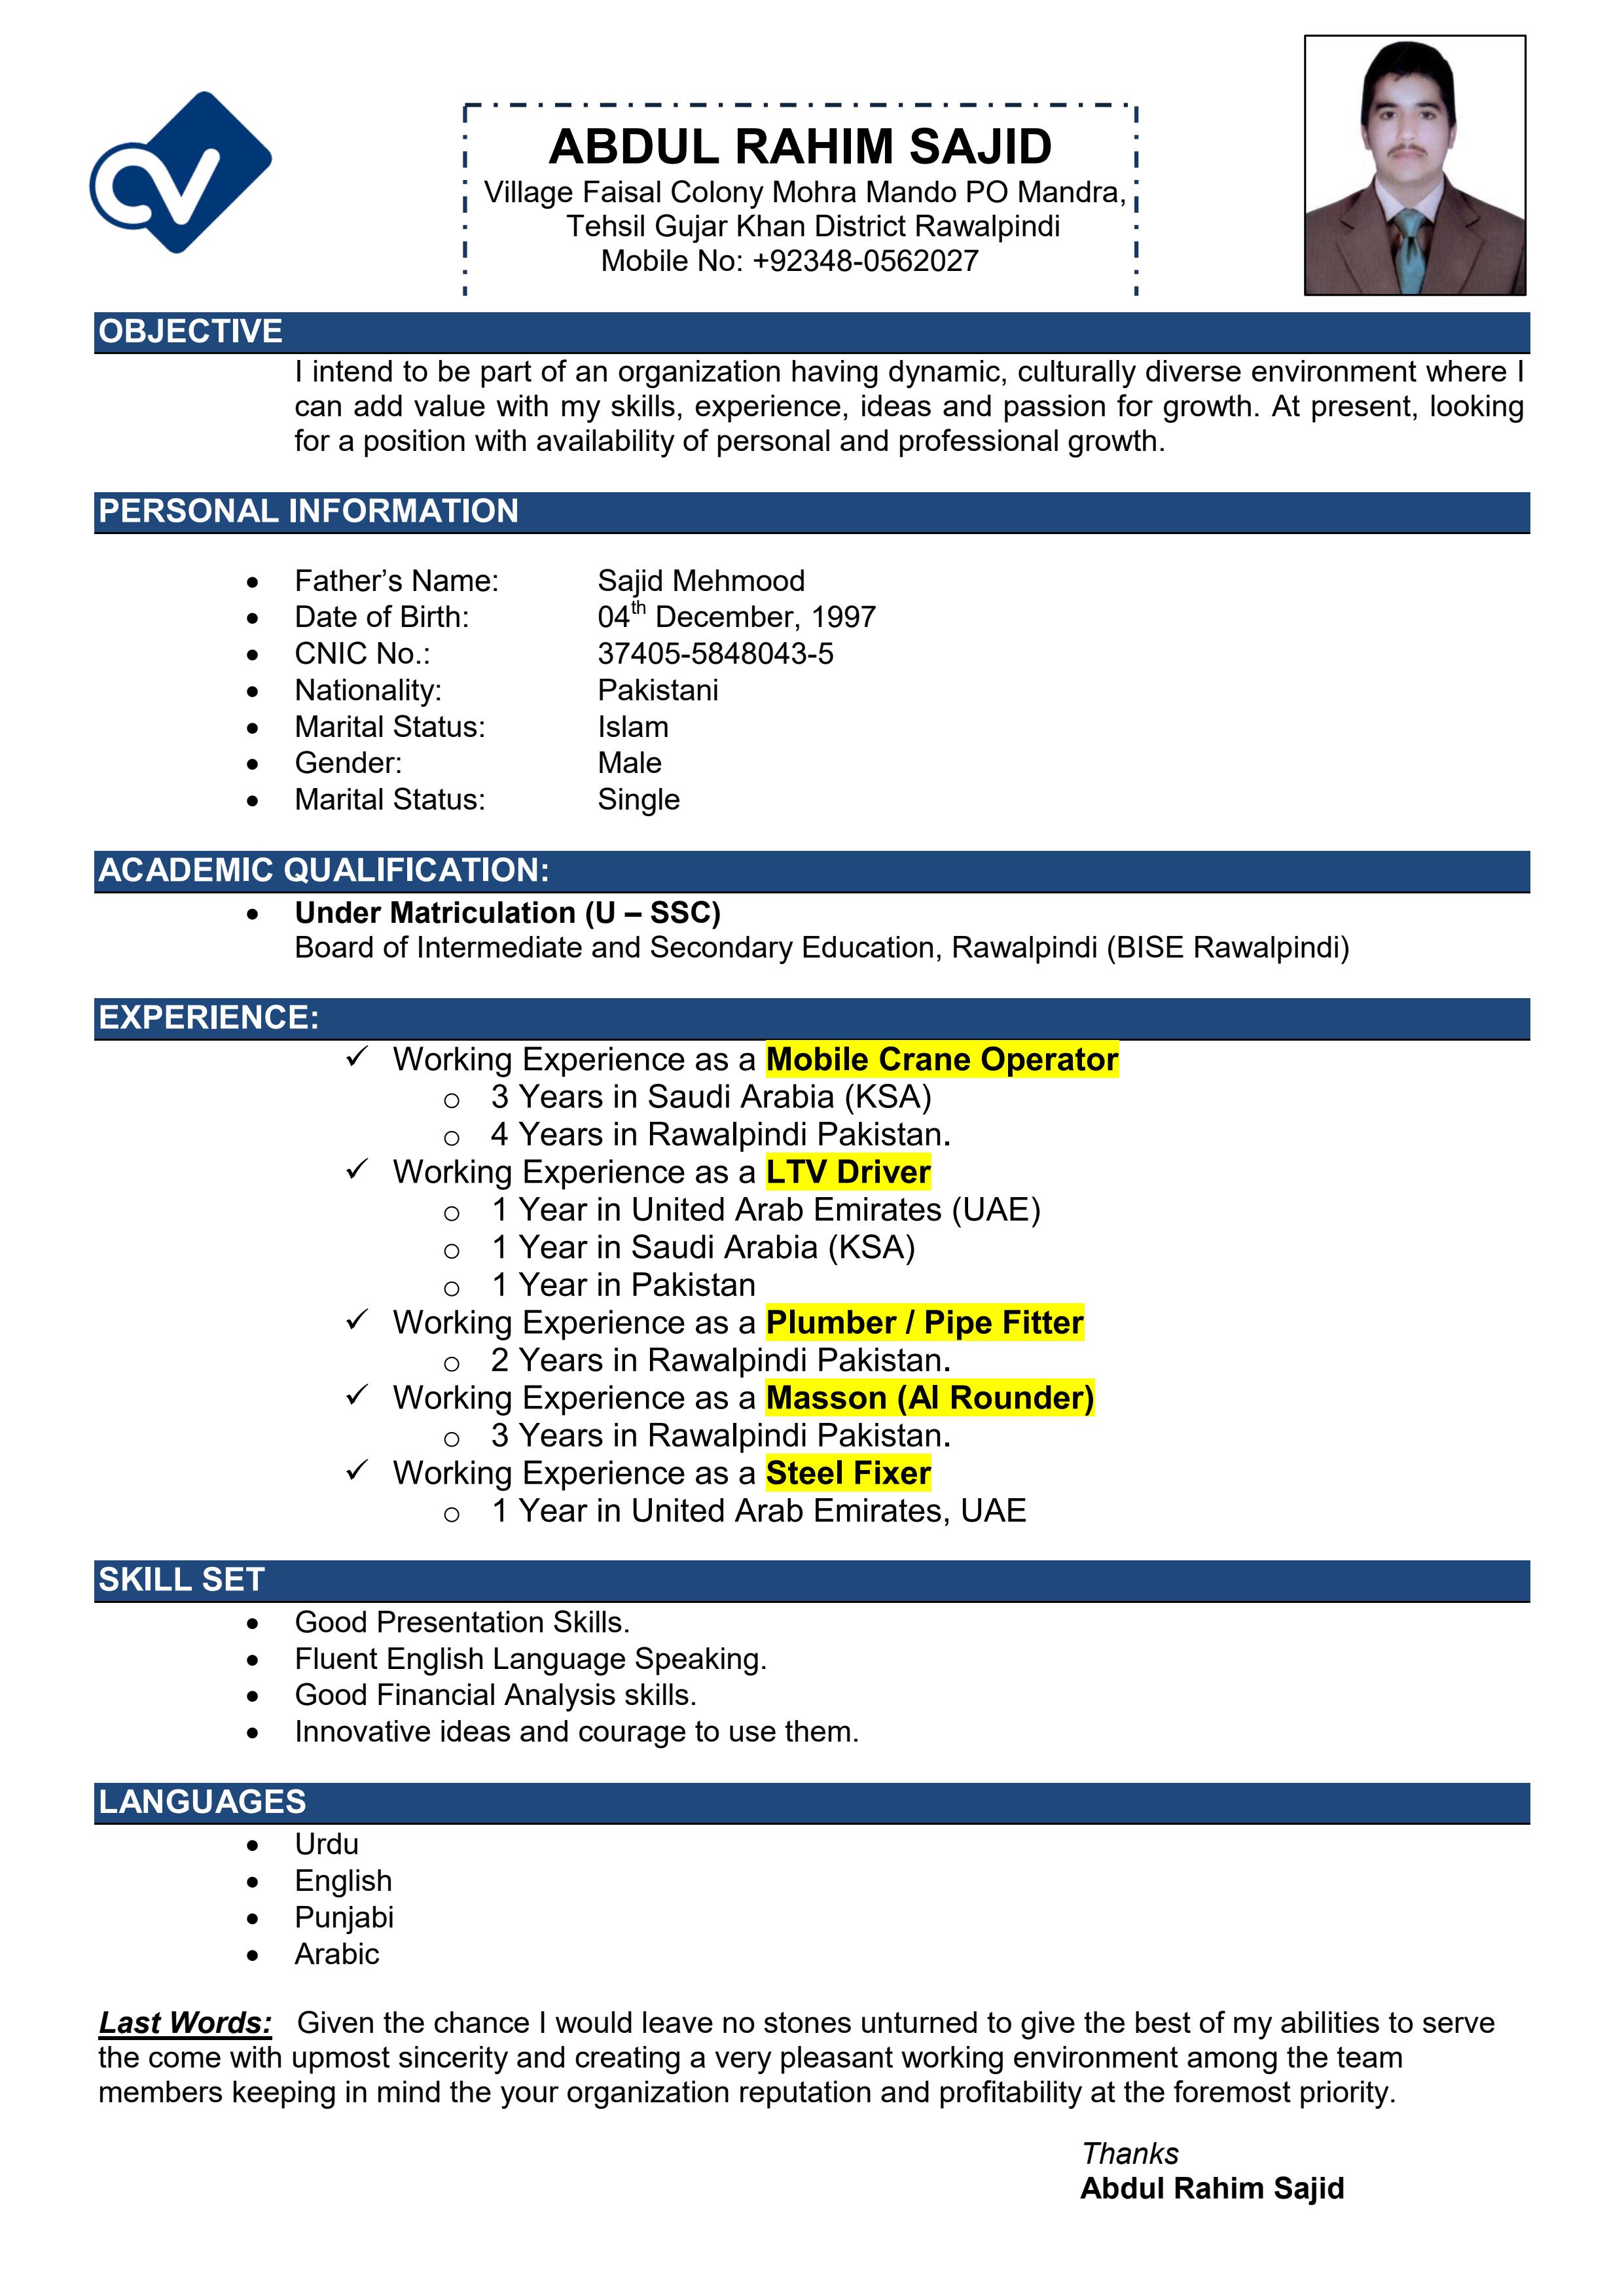 CV
ABDUL RAHIM SAJID
Village Faisal Colony Mohra Mando PO Mandra,
Tehsil Gujar Khan District Rawalpindi
Mobile No: +92348-0562027
OBJECTIVE
I intend to be part of an organization having dynamic, culturally diverse environment where I
can add value with my skills, experience, ideas and passion for growth. At present, looking
for a position with availability of personal and professional growth.
PERSONAL INFORMATION
• Father’s Name: Sajid Mehmood
• Date of Birth: 04th December, 1997
• CNIC No.: 37405-5848043-5
• Nationality: Pakistani
• Marital Status: Islam
• Gender: Male
• Marital Status: Single
ACADEMIC QUALIFICATION:
• Under Matriculation (U – SSC)
Board of Intermediate and Secondary Education, Rawalpindi (BISE Rawalpindi)
EXPERIENCE:
✓ Working Experience as a Mobile Crane Operator
o 3 Years in Saudi Arabia (KSA)
o 4 Years in Rawalpindi Pakistan.
✓ Working Experience as a LTV Driver
o 1 Year in United Arab Emirates (UAE)
o 1 Year in Saudi Arabia (KSA)
o 1 Year in Pakistan
✓ Working Experience as a Plumber / Pipe Fitter
o 2 Years in Rawalpindi Pakistan.
✓ Working Experience as a Masson (Al Rounder)
o 3 Years in Rawalpindi Pakistan.
✓ Working Experience as a Steel Fixer
o 1 Year in United Arab Emirates, UAE
SKILL SET
• Good Presentation Skills.
• Fluent English Language Speaking.
• Good Financial Analysis skills.
• Innovative ideas and courage to use them.
LANGUAGES
• Urdu
• English
• Punjabi
• Arabic
Last Words: Given the chance I would leave no stones unturned to give the best of my abilities to serve
the come with upmost sincerity and creating a very pleasant working environment among the team
members keeping in mind the your organization reputation and profitability at the foremost priority.
Thanks
Abdul Rahim Sajid